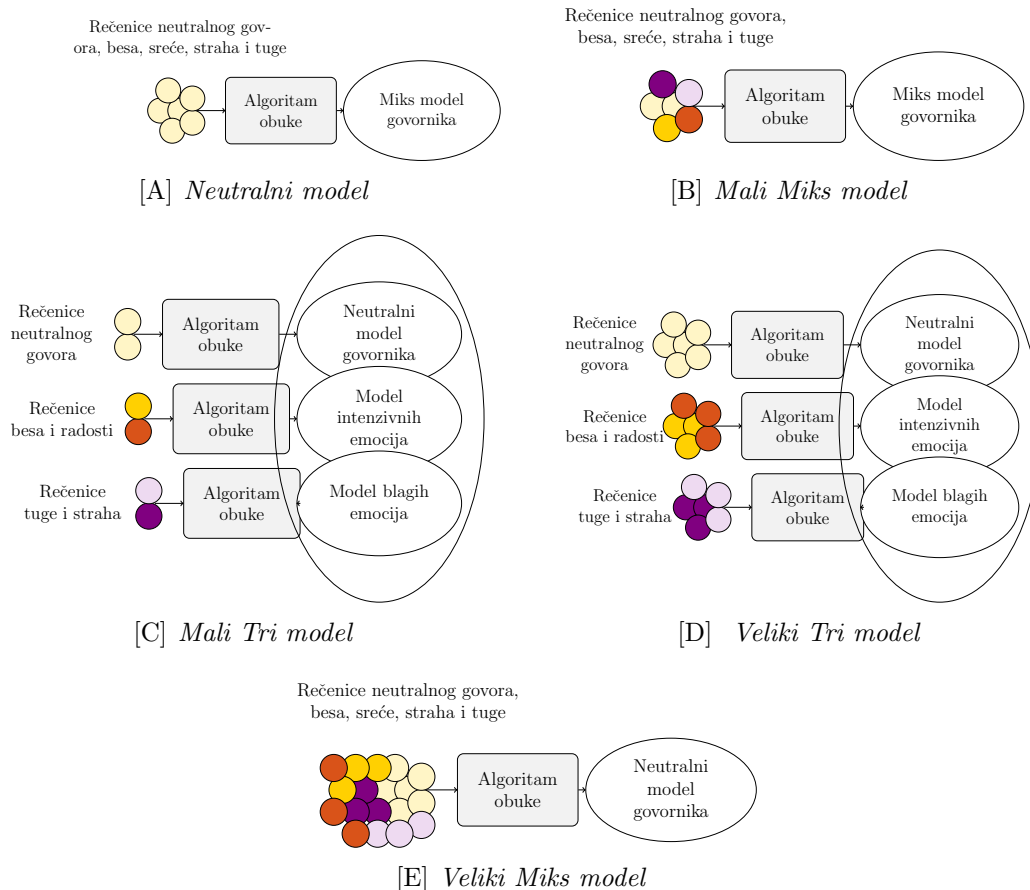 Rečenice neutralnog gov-
ora, besa, sreće, straha i tuge
Algoritam
obuke
Miks model
govornika
[A] Neutralni model
Rečenice neutralnog govora,
besa, sreće, straha i tuge
Algoritam
obuke
Miks model
govornika
[B] Mali Miks model
Rečenice
neutralnog
govora
Algoritam
obuke
Neutralni
model
govornika
Rečenice
besa i radosti
Algoritam
obuke
Model
intenzivnih
emocija
Rečenice
tuge i straha
Algoritam
obuke
Model blagih
emocija
[C] Mali Tri model
Rečenice
neutralnog
govora
Algoritam
obuke
Neutralni
model
govornika
Rečenice
besa i radosti
Algoritam
obuke
Model
intenzivnih
emocija
Rečenice
tuge i straha
Algoritam
obuke
Model blagih
emocija
[D] Veliki Tri model
Rečenice neutralnog govora,
besa, sreće, straha i tuge
Algoritam
obuke
Neutralni
model
govornika
[E] Veliki Miks model